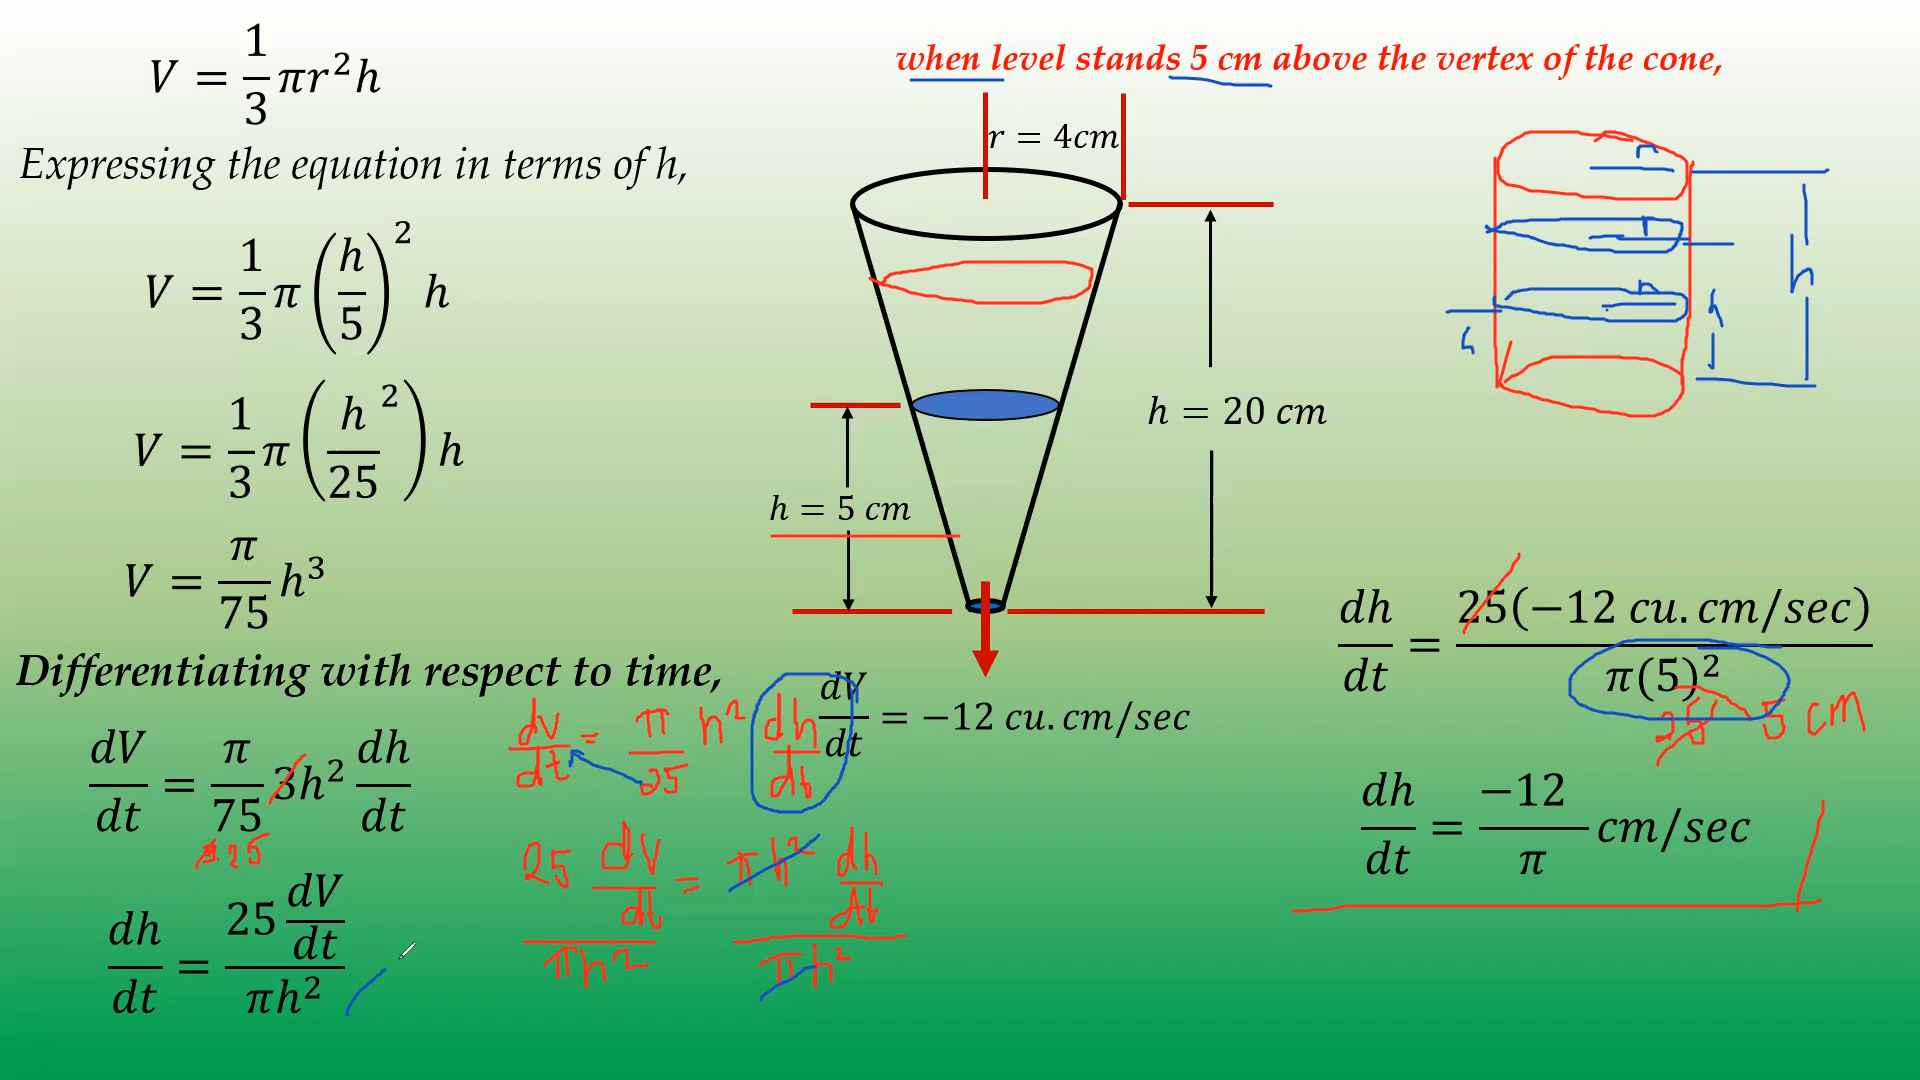 V = 1/3 πr²h
Expressing the equation in terms of h,
V = 1/3 π (h/5)² h
V = 1/3 π (h²/25) h
V = π/75 h³
Differentiating with respect to time,
dV/dt = π/75 3h² dh/dt
3.25
dh/dt = 25 dV/dt / πh²
dV/dt = π/25 h² dh/dt
25 dV/dt / πh² = πh² dh/dt / πh²
when level stands 5 cm above the vertex of the cone,
r = 4cm
h = 20 cm
h = 5 cm
dV/dt = −12 cu. cm/sec
r
r
r
h
h
h
dh/dt = 25(−12 cu. cm/sec) / π(5)²
25 5 cm
dh/dt = −12/π cm/sec